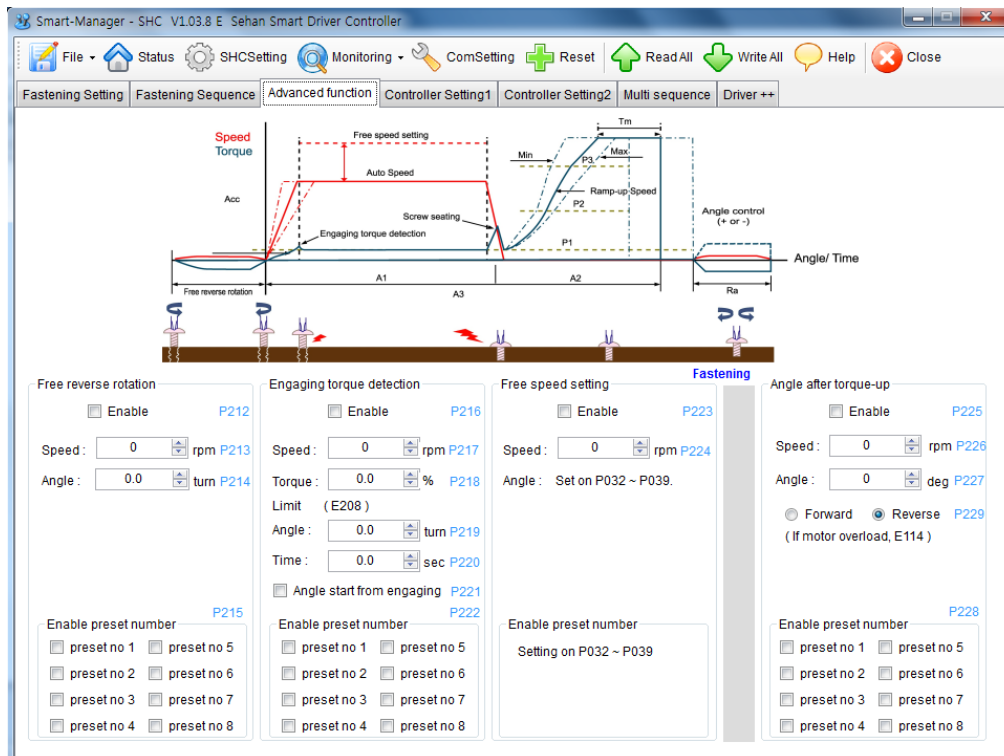 Smart-Manager - SHC V1.03.8 E Sehan Smart Driver Controller
File Status SHCSetting Monitoring ComSetting Reset Read All Write All Help Close
Fastening Setting Fastening Sequence Advanced function Controller Setting1 Controller Setting2 Multi sequence Driver ++
Speed
Torque
Acc
Free speed setting
Auto Speed
Engaging torque detection
Screw seating
Tm
Min
Max
P3
Ramp-up Speed
P2
P1
Angle control
(+ or -)
Angle/ Time
Free reverse rotation
A1
A2
A3
Ra
Fastening
Free reverse rotation
Enable P212
Speed : 0 rpm P213
Angle : 0.0 turn P214
P215
Enable preset number
preset no 1 preset no 5
preset no 2 preset no 6
preset no 3 preset no 7
preset no 4 preset no 8
Engaging torque detection
Enable P216
Speed : 0 rpm P217
Torque : 0.0 % P218
Limit ( E208 )
Angle : 0.0 turn P219
Time : 0.0 sec P220
Angle start from engaging P221
P222
Enable preset number
preset no 1 preset no 5
preset no 2 preset no 6
preset no 3 preset no 7
preset no 4 preset no 8
Free speed setting
Enable P223
Speed : 0 rpm P224
Angle : Set on P032 ~ P039.
Enable preset number
Setting on P032 ~ P039
Angle after torque-up
Enable P225
Speed : 0 rpm P226
Angle : 0 deg P227
Forward Reverse P229
( If motor overload, E114 )
P228
Enable preset number
preset no 1 preset no 5
preset no 2 preset no 6
preset no 3 preset no 7
preset no 4 preset no 8